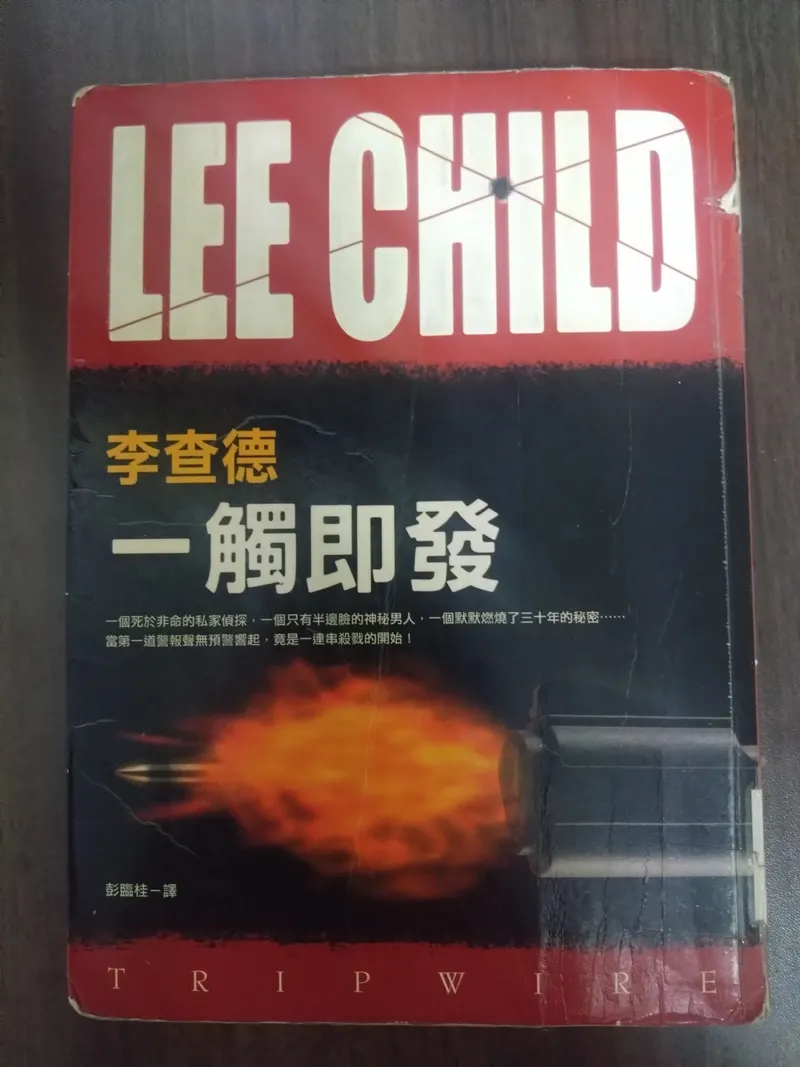 LEE CHILD
李查德
一觸即發
一個死於非命的私家偵探，一個只有半邊臉的神秘男人，一個默默燃燒了三十年的秘密……
當第一道警報聲無預警響起，竟是一連串殺戮的開始！
彭臨桂－譯
TRIPWIRE